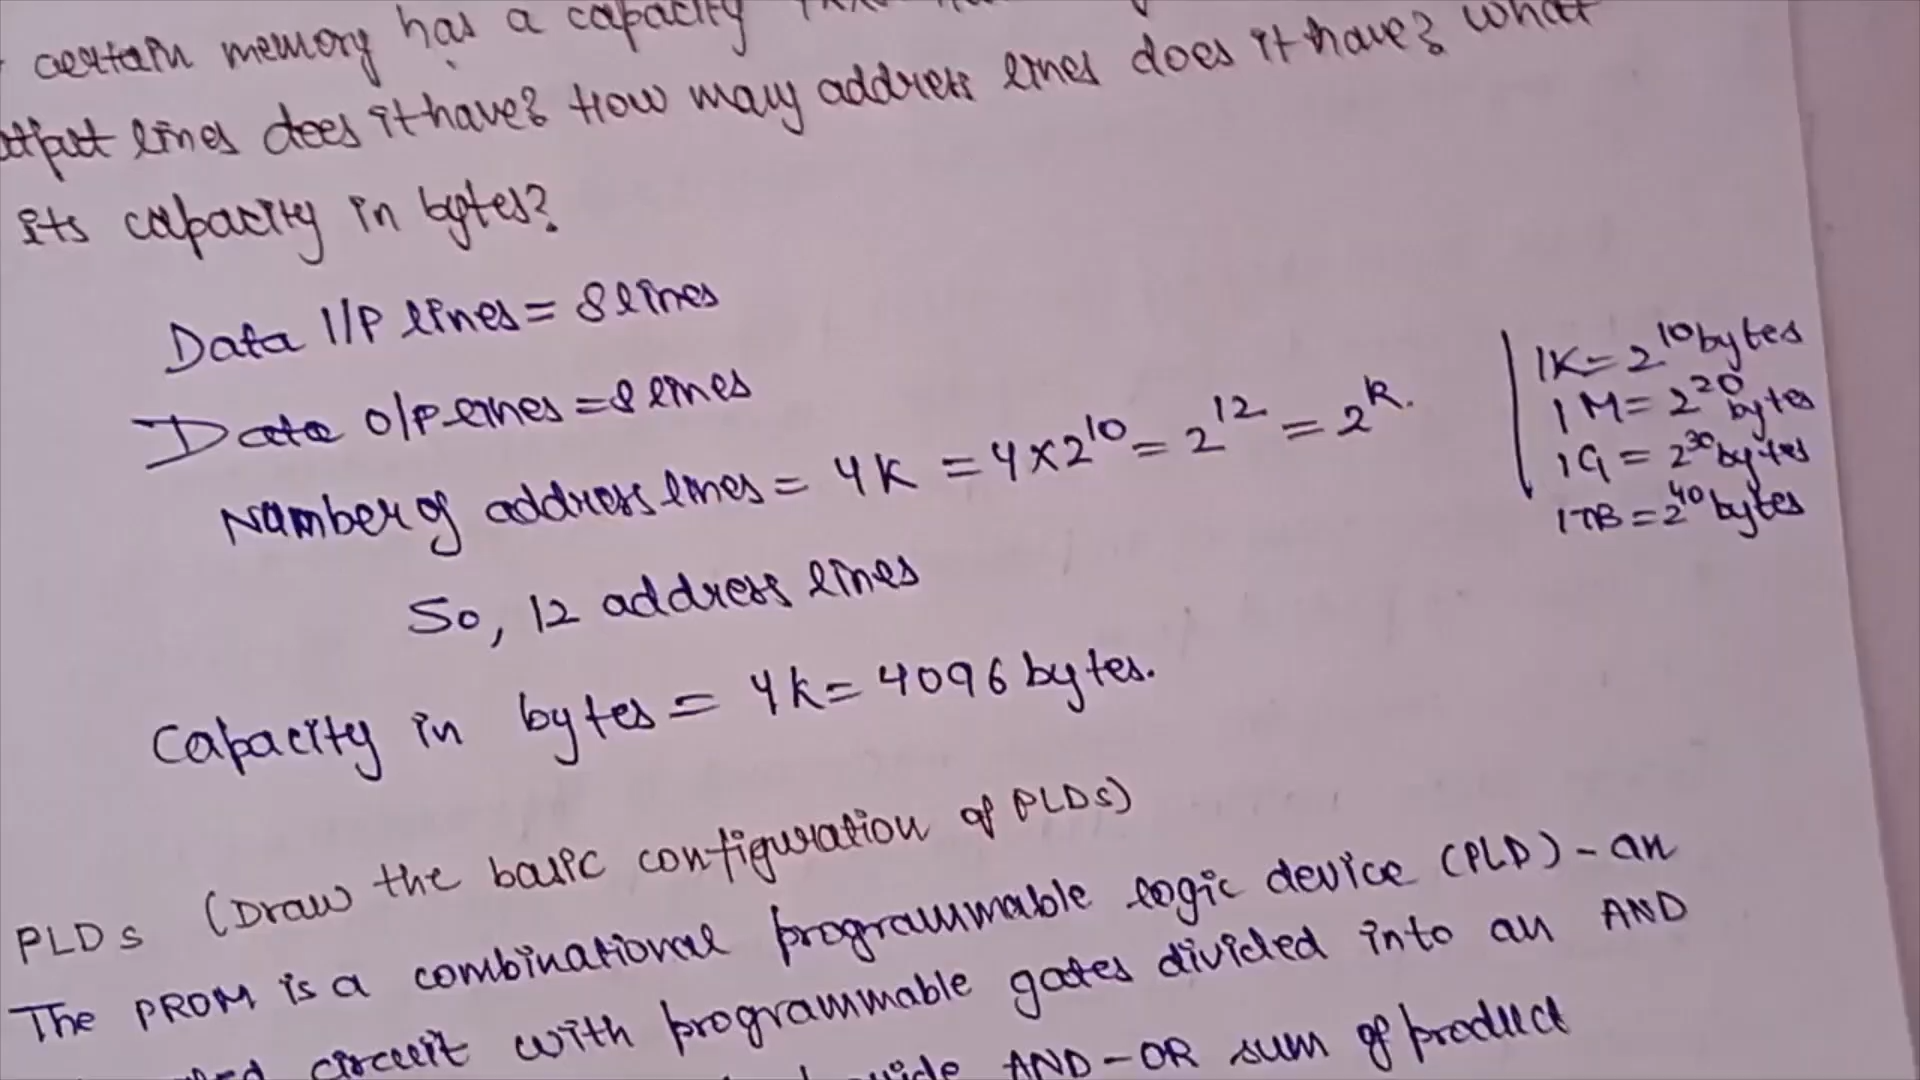 certain memory has a capacity
lines does it have? How may address lines does it have? what
its capacity in bytes?
Data I/P lines = 8 lines
Data O/P lines = 8 lines
Number of address lines = 4K = 4×2^10 = 2^12 = 2^k.
1K = 2^10 bytes
1M = 2^20 bytes
1G = 2^30 bytes
1TB = 2^40 bytes
So, 12 address lines
Capacity in bytes = 4k = 4096 bytes.
PLDs (Draw the basic configuration of PLDs)
The PROM is a combinational programmable logic device (PLD) - an
circuit with programmable gates divided into an AND
AND-OR sum of product